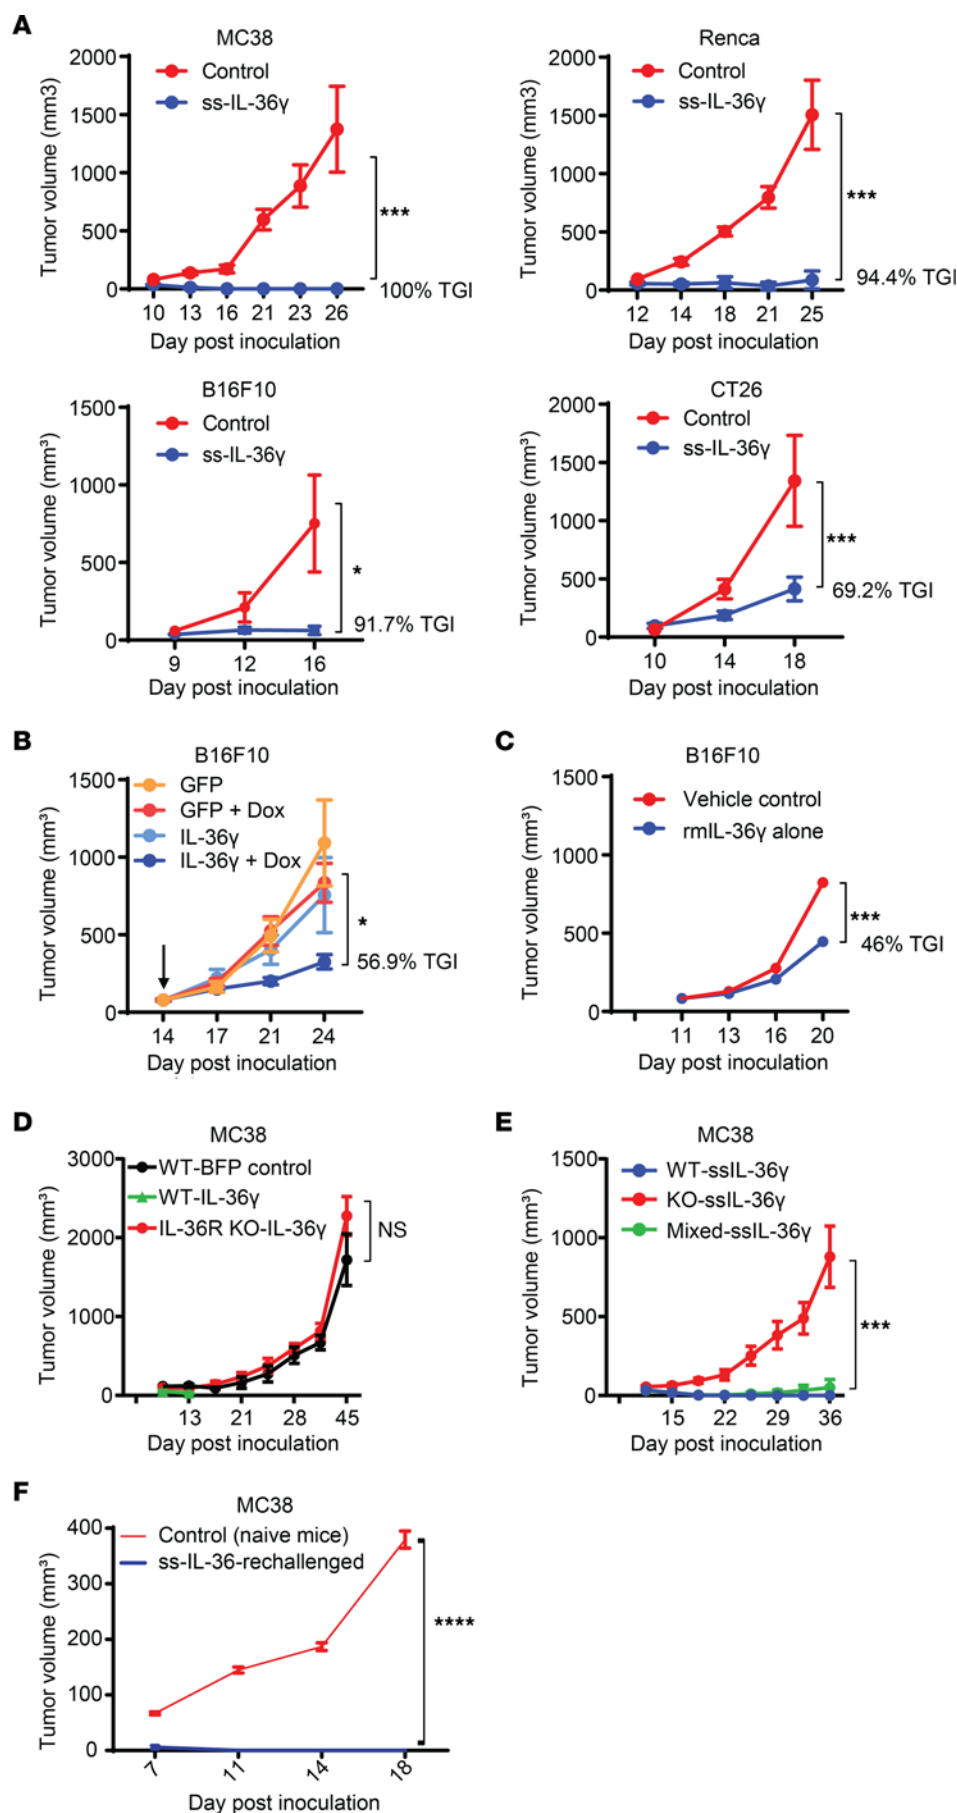 A
MC38
2000
1500
1000
500
0
Tumor volume (mm3)
Control
ss-IL-36γ
***
100% TGI
10 13 16 21 23 26
Day post inoculation
Renca
2000
1500
1000
500
0
Tumor volume (mm3)
Control
ss-IL-36γ
***
94.4% TGI
12 14 18 21 25
Day post inoculation
B16F10
1500
1000
500
0
Tumor volume (mm³)
Control
ss-IL-36γ
*
91.7% TGI
9 12 16
Day post inoculation
CT26
2000
1500
1000
500
0
Tumor volume (mm³)
Control
ss-IL-36γ
***
69.2% TGI
10 14 18
Day post inoculation
B
B16F10
1500
1000
500
0
Tumor volume (mm³)
GFP
GFP + Dox
IL-36γ
IL-36γ + Dox
*
56.9% TGI
14 17 21 24
Day post inoculation
C
B16F10
1500
1000
500
0
Tumor volume (mm³)
Vehicle control
rmIL-36γ alone
***
46% TGI
11 13 16 20
Day post inoculation
D
MC38
3000
2000
1000
0
Tumor volume (mm³)
WT-BFP control
WT-IL-36γ
IL-36R KO-IL-36γ
NS
13 21 28 45
Day post inoculation
E
MC38
1500
1000
500
0
Tumor volume (mm³)
WT-ssIL-36γ
KO-ssIL-36γ
Mixed-ssIL-36γ
***
15 22 29 36
Day post inoculation
F
MC38
400
300
200
100
0
Tumor volume (mm³)
Control (naive mice)
ss-IL-36-rechallenged
****
7 11 14 18
Day post inoculation